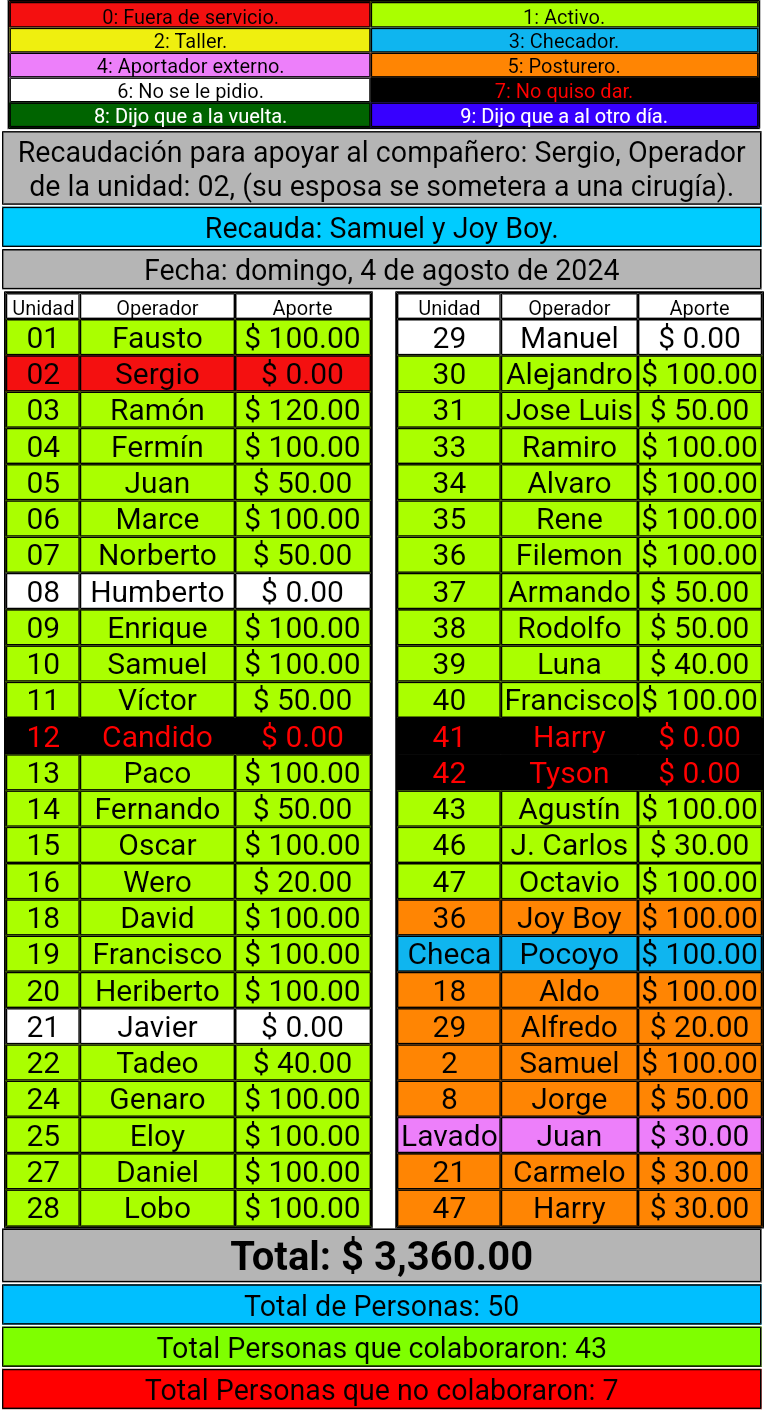 0: Fuera de servicio. 1: Activo.
2: Taller. 3: Checador.
4: Aportador externo. 5: Posturero.
6: No se le pidio. 7: No quiso dar.
8: Dijo que a la vuelta. 9: Dijo que a al otro día.
Recaudación para apoyar al compañero: Sergio, Operador
de la unidad: 02, (su esposa se sometera a una cirugía).
Recauda: Samuel y Joy Boy.
Fecha: domingo, 4 de agosto de 2024
Unidad Operador Aporte
01 Fausto $ 100.00
02 Sergio $ 0.00
03 Ramón $ 120.00
04 Fermín $ 100.00
05 Juan $ 50.00
06 Marce $ 100.00
07 Norberto $ 50.00
08 Humberto $ 0.00
09 Enrique $ 100.00
10 Samuel $ 100.00
11 Víctor $ 50.00
12 Candido $ 0.00
13 Paco $ 100.00
14 Fernando $ 50.00
15 Oscar $ 100.00
16 Wero $ 20.00
18 David $ 100.00
19 Francisco $ 100.00
20 Heriberto $ 100.00
21 Javier $ 0.00
22 Tadeo $ 40.00
24 Genaro $ 100.00
25 Eloy $ 100.00
27 Daniel $ 100.00
28 Lobo $ 100.00
Unidad Operador Aporte
29 Manuel $ 0.00
30 Alejandro $ 100.00
31 Jose Luis $ 50.00
33 Ramiro $ 100.00
34 Alvaro $ 100.00
35 Rene $ 100.00
36 Filemon $ 100.00
37 Armando $ 50.00
38 Rodolfo $ 50.00
39 Luna $ 40.00
40 Francisco $ 100.00
41 Harry $ 0.00
42 Tyson $ 0.00
43 Agustín $ 100.00
46 J. Carlos $ 30.00
47 Octavio $ 100.00
36 Joy Boy $ 100.00
Checa Pocoyo $ 100.00
18 Aldo $ 100.00
29 Alfredo $ 20.00
2 Samuel $ 100.00
8 Jorge $ 50.00
Lavado Juan $ 30.00
21 Carmelo $ 30.00
47 Harry $ 30.00
Total: $ 3,360.00
Total de Personas: 50
Total Personas que colaboraron: 43
Total Personas que no colaboraron: 7